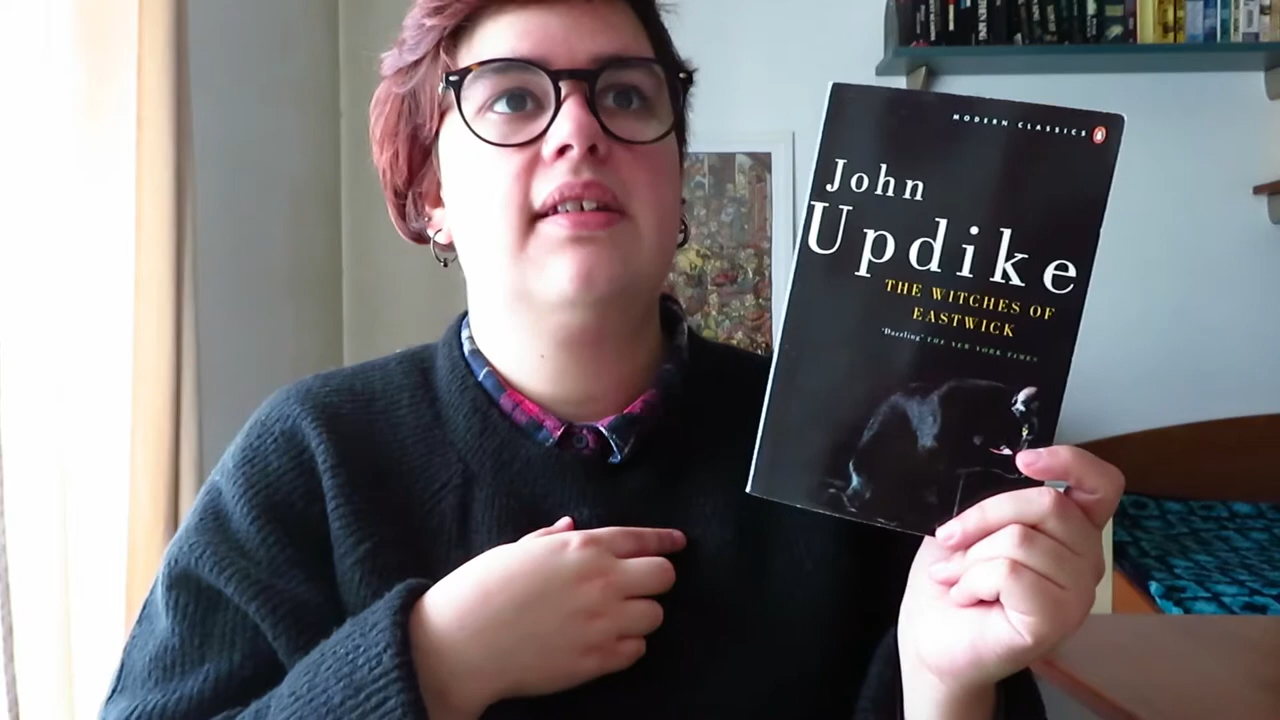 MODERN CLASSICS
John
Updike
THE WITCHES OF
EASTWICK
'Dazzling' THE NEW YORK TIMES